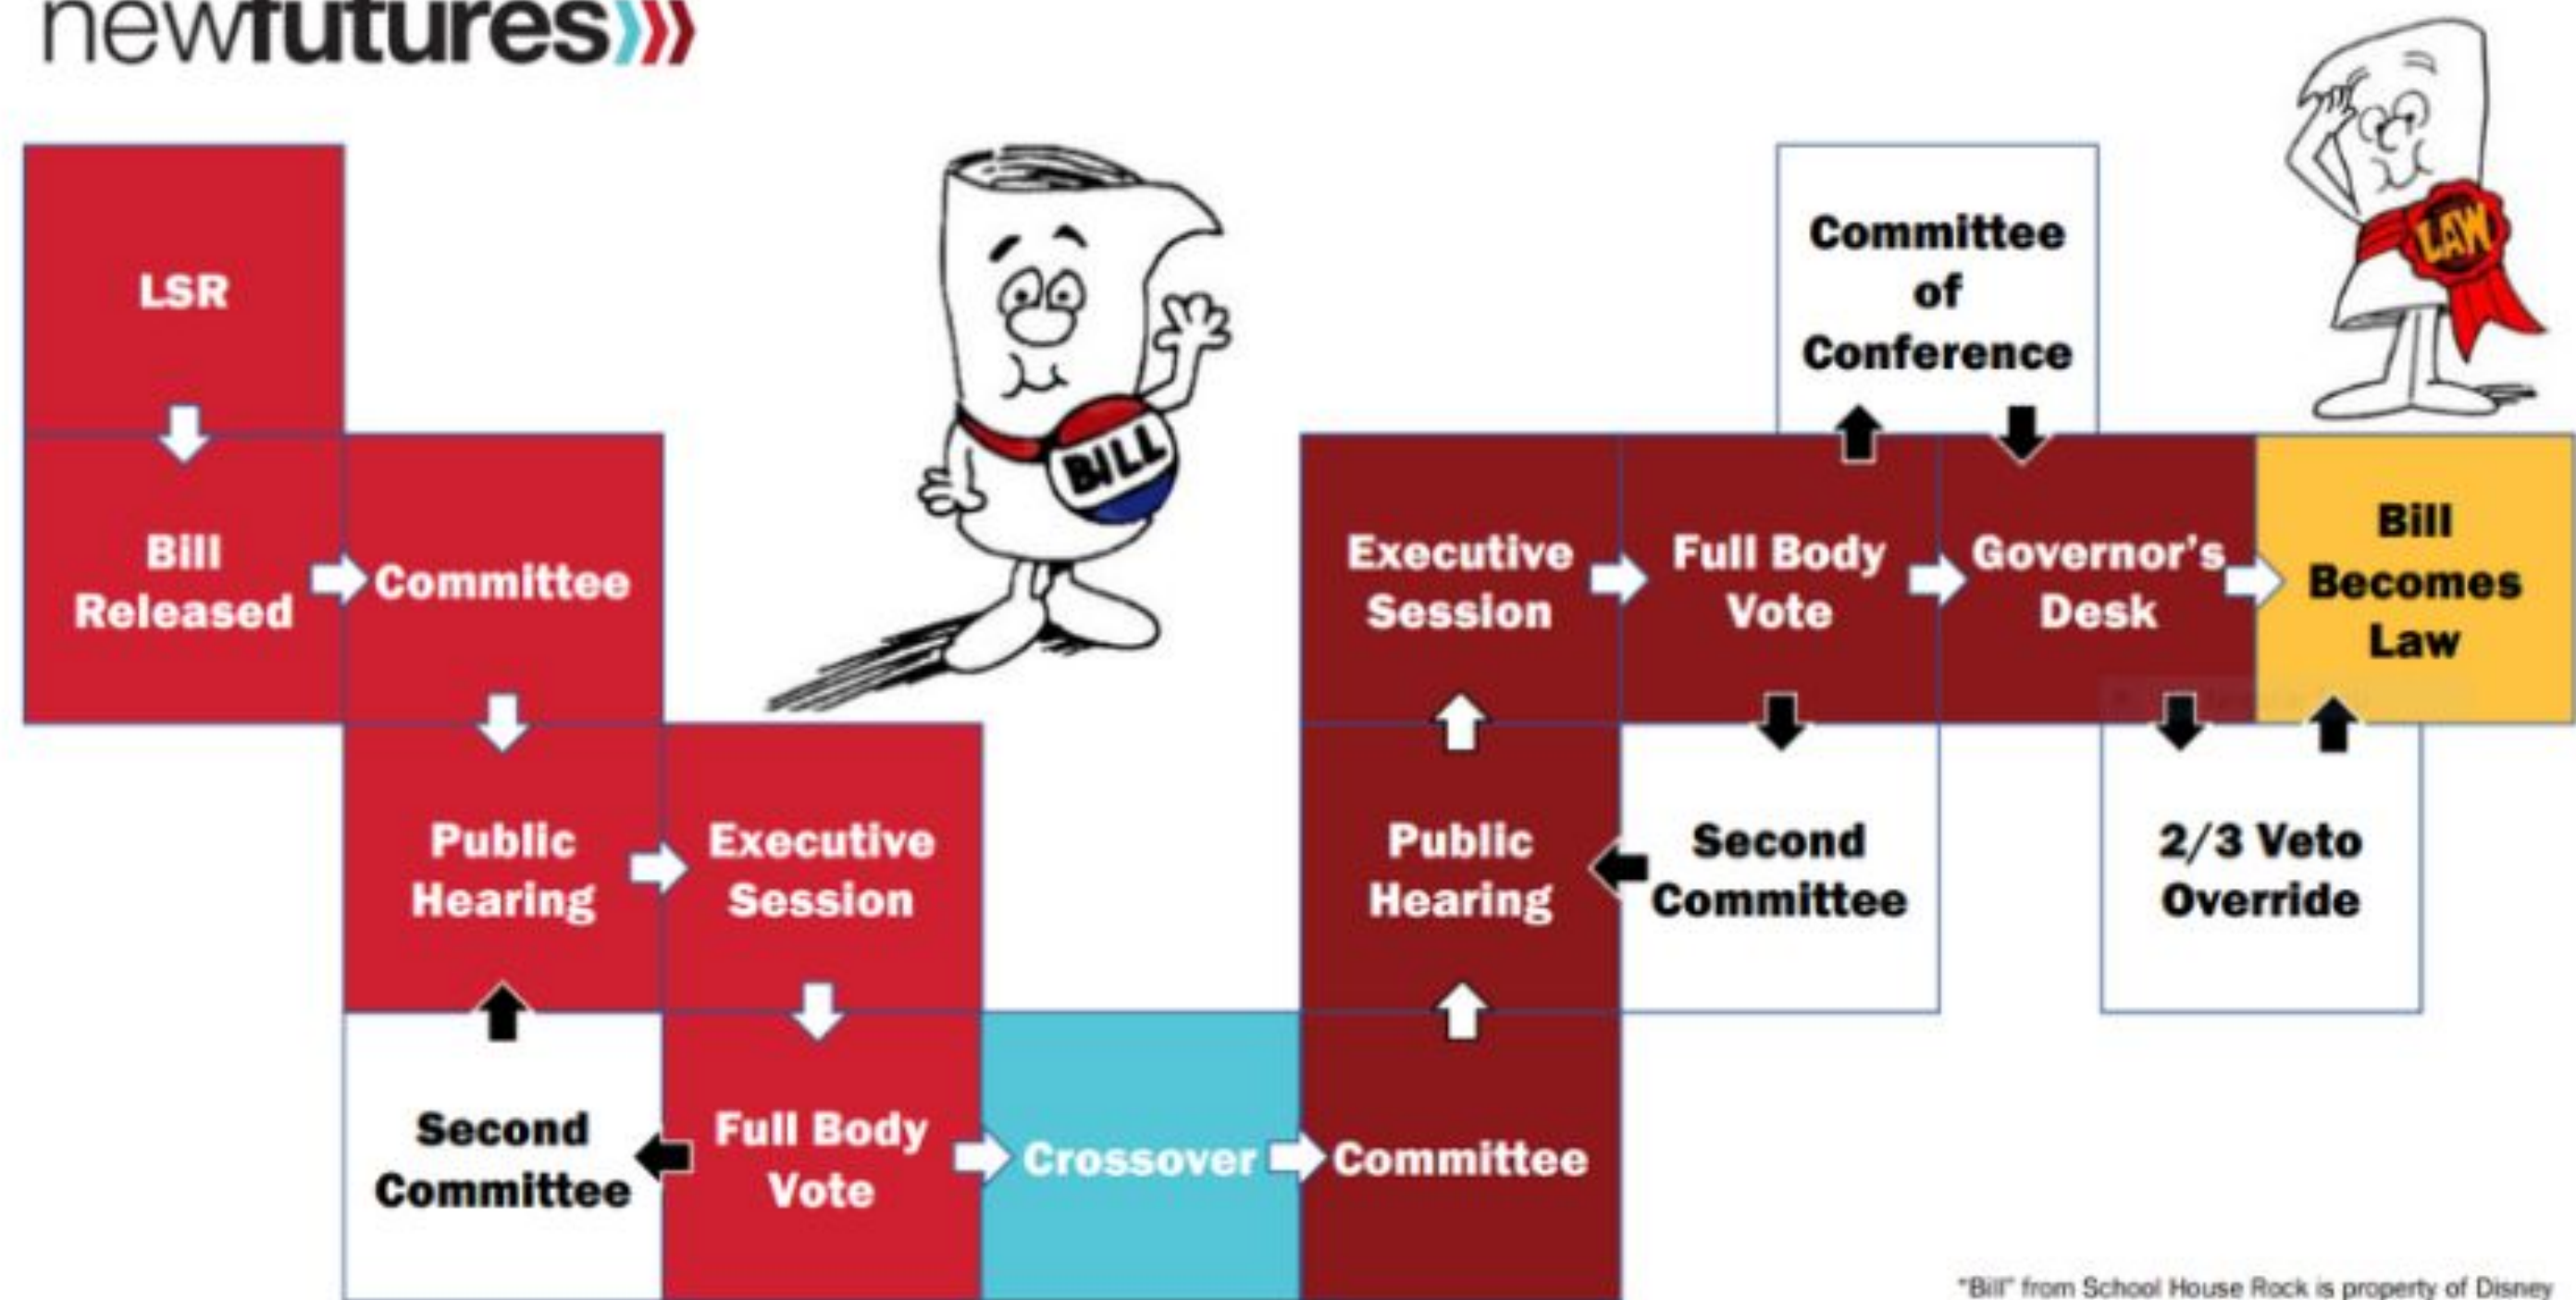 newfutures
LSR
Bill
Released
Committee
Public
Hearing
Executive
Session
Second
Committee
Full Body
Vote
Crossover
Committee
Public
Hearing
Executive
Session
Full Body
Vote
Second
Committee
Committee
of
Conference
Governor's
Desk
2/3 Veto
Override
Bill
Becomes
Law
BILL
LAW
"Bill" from School House Rock is property of Disney